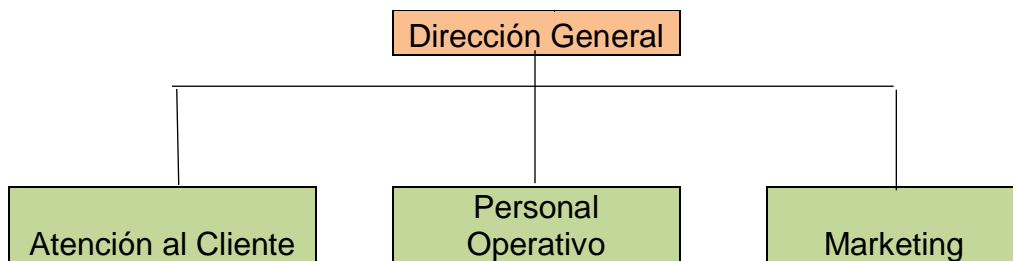 Dirección General
Personal
Operativo
Atención al Cliente
Marketing